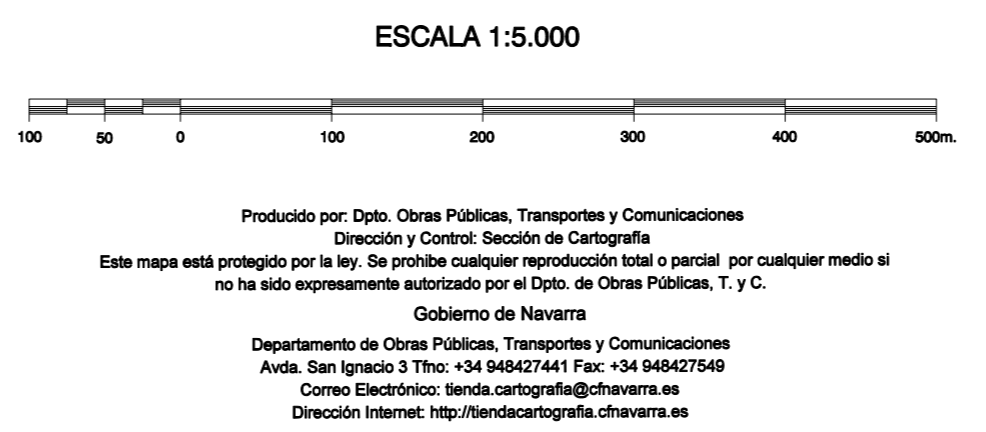 ESCALA 1:5.000
100 50 0 100 200 300 400 500m.
Producido por: Dpto. Obras Públicas, Transportes y Comunicaciones
Dirección y Control: Sección de Cartografía
Este mapa está protegido por la ley. Se prohibe cualquier reproducción total o parcial por cualquier medio si
no ha sido expresamente autorizado por el Dpto. de Obras Públicas, T. y C.
Gobierno de Navarra
Departamento de Obras Públicas, Transportes y Comunicaciones
Avda. San Ignacio 3 Tfno: +34 948427441 Fax: +34 948427549
Correo Electrónico: tienda.cartografia@cfnavarra.es
Dirección Internet: http://tiendacartografia.cfnavarra.es